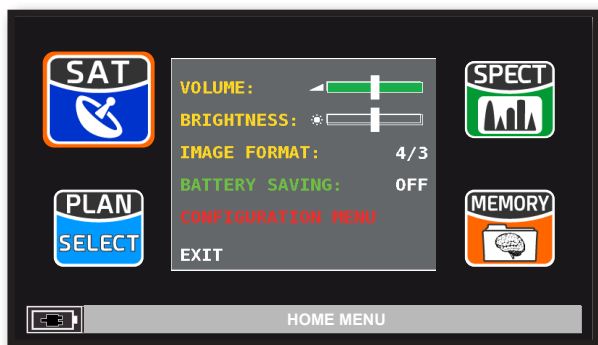 SAT
VOLUME:
BRIGHTNESS:
IMAGE FORMAT: 4/3
BATTERY SAVING: OFF
CONFIGURATION MENU
EXIT
SPECT
PLAN
SELECT
MEMORY
HOME MENU